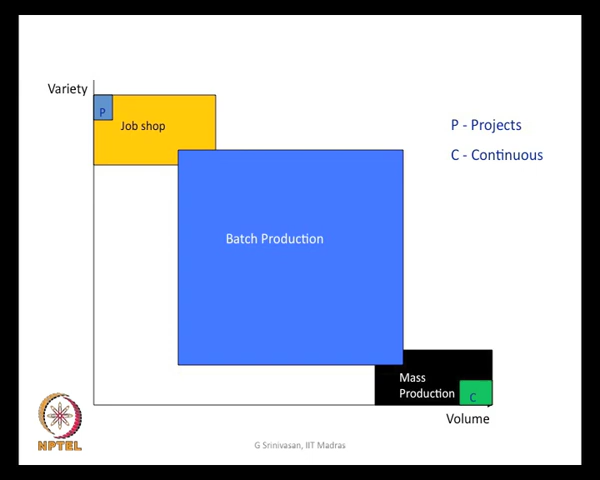 Variety
P
Job shop
P - Projects
C - Continuous
Batch Production
Mass
Production
C
Volume
NPTEL
G Srinivasan, IIT Madras